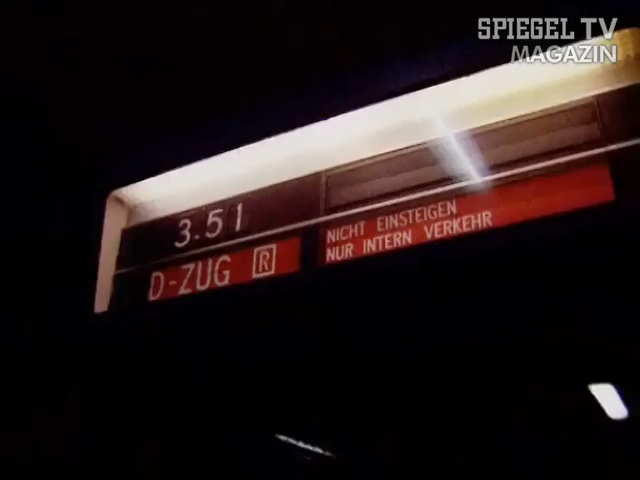 SPIEGEL TV
MAGAZIN
3.51
D-ZUG R
NICHT EINSTEIGEN
NUR INTERN VERKEHR